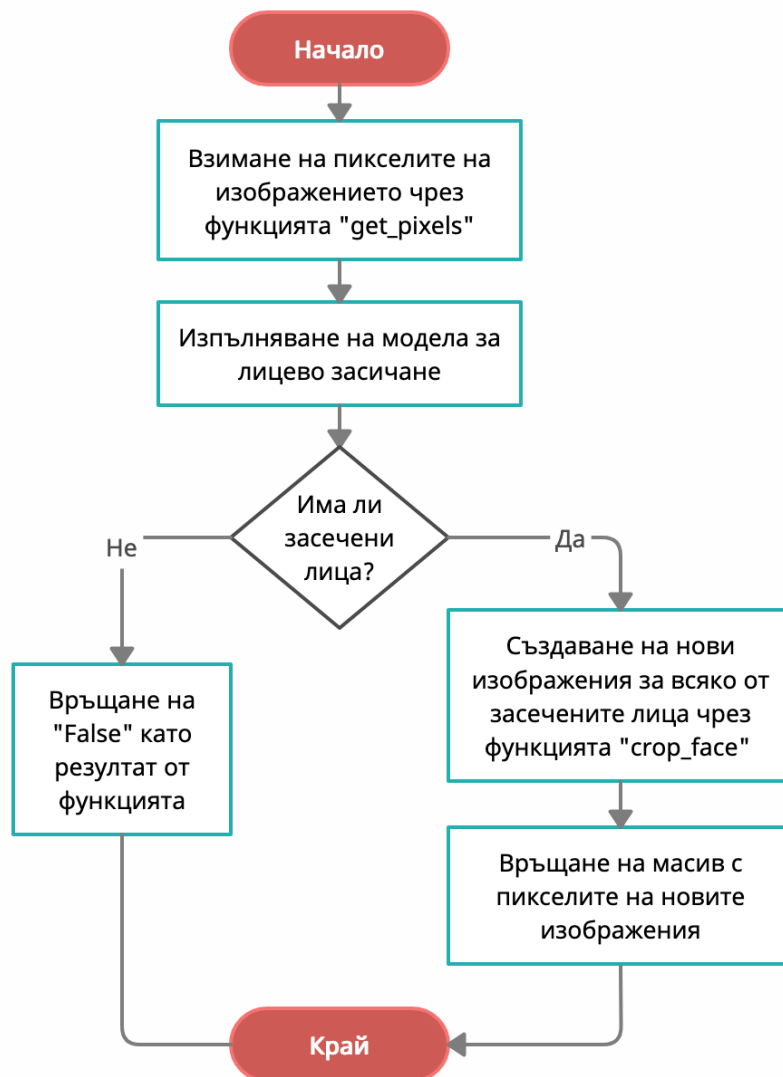 Начало
Взимане на пикселите на
изображението чрез
функцията "get_pixels"
Изпълняване на модела за
лицево засичане
Има ли
засечени
лица?
Не
Да
Връщане на
"False" като
резултат от
функцията
Създаване на нови
изображения за всяко от
засечените лица чрез
функцията "crop_face"
Връщане на масив с
пикселите на новите
изображения
Край